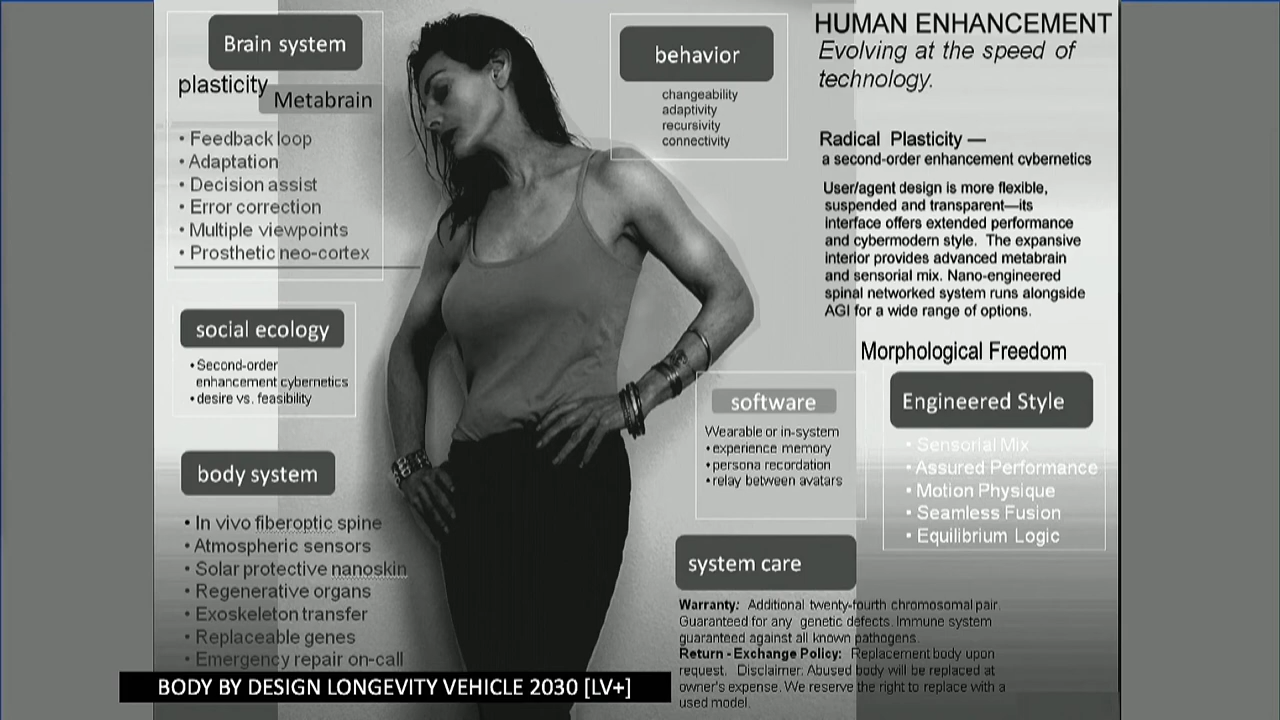 Brain system
plasticity
Metabrain
• Feedback loop
• Adaptation
• Decision assist
• Error correction
• Multiple viewpoints
• Prosthetic neo-cortex
social ecology
• Second-order
enhancement cybernetics
• desire vs. feasibility
body system
• In vivo fiberoptic spine
• Atmospheric sensors
• Solar protective nanoskin
• Regenerative organs
• Exoskeleton transfer
• Replaceable genes
• Emergency repair on-call
BODY BY DESIGN LONGEVITY VEHICLE 2030 [LV+]
behavior
changeability
adaptivity
recursivity
connectivity
HUMAN ENHANCEMENT
Evolving at the speed of
technology.
Radical Plasticity —
a second-order enhancement cybernetics
User/agent design is more flexible,
suspended and transparent—its
interface offers extended performance
and cybermodern style. The expansive
interior provides advanced metabrain
and sensorial mix. Nano-engineered
spinal networked system runs alongside
AGI for a wide range of options.
Morphological Freedom
software
Wearable or in-system
• experience memory
• persona recordation
• relay between avatars
Engineered Style
• Sensorial Mix
• Assured Performance
• Motion Physique
• Seamless Fusion
• Equilibrium Logic
system care
Warranty: Additional twenty-fourth chromosomal pair.
Guaranteed for any genetic defects. Immune system
guaranteed against all known pathogens.
Return - Exchange Policy: Replacement body upon
request. Disclaimer: Abused body will be replaced at
owner's expense. We reserve the right to replace with a
used model.